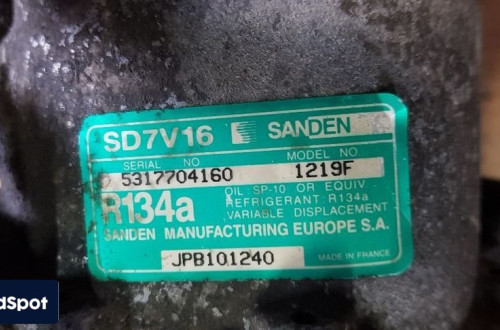 SD7V16 SANDEN
SERIAL NO MODEL NO
5317704160 1219F
R134a OIL: SP-10 OR EQUIV.
REFRIGERANT: R134a
VARIABLE DISPLACEMENT
SANDEN MANUFACTURING EUROPE S.A.
JPB101240 MADE IN FRANCE
dSpot